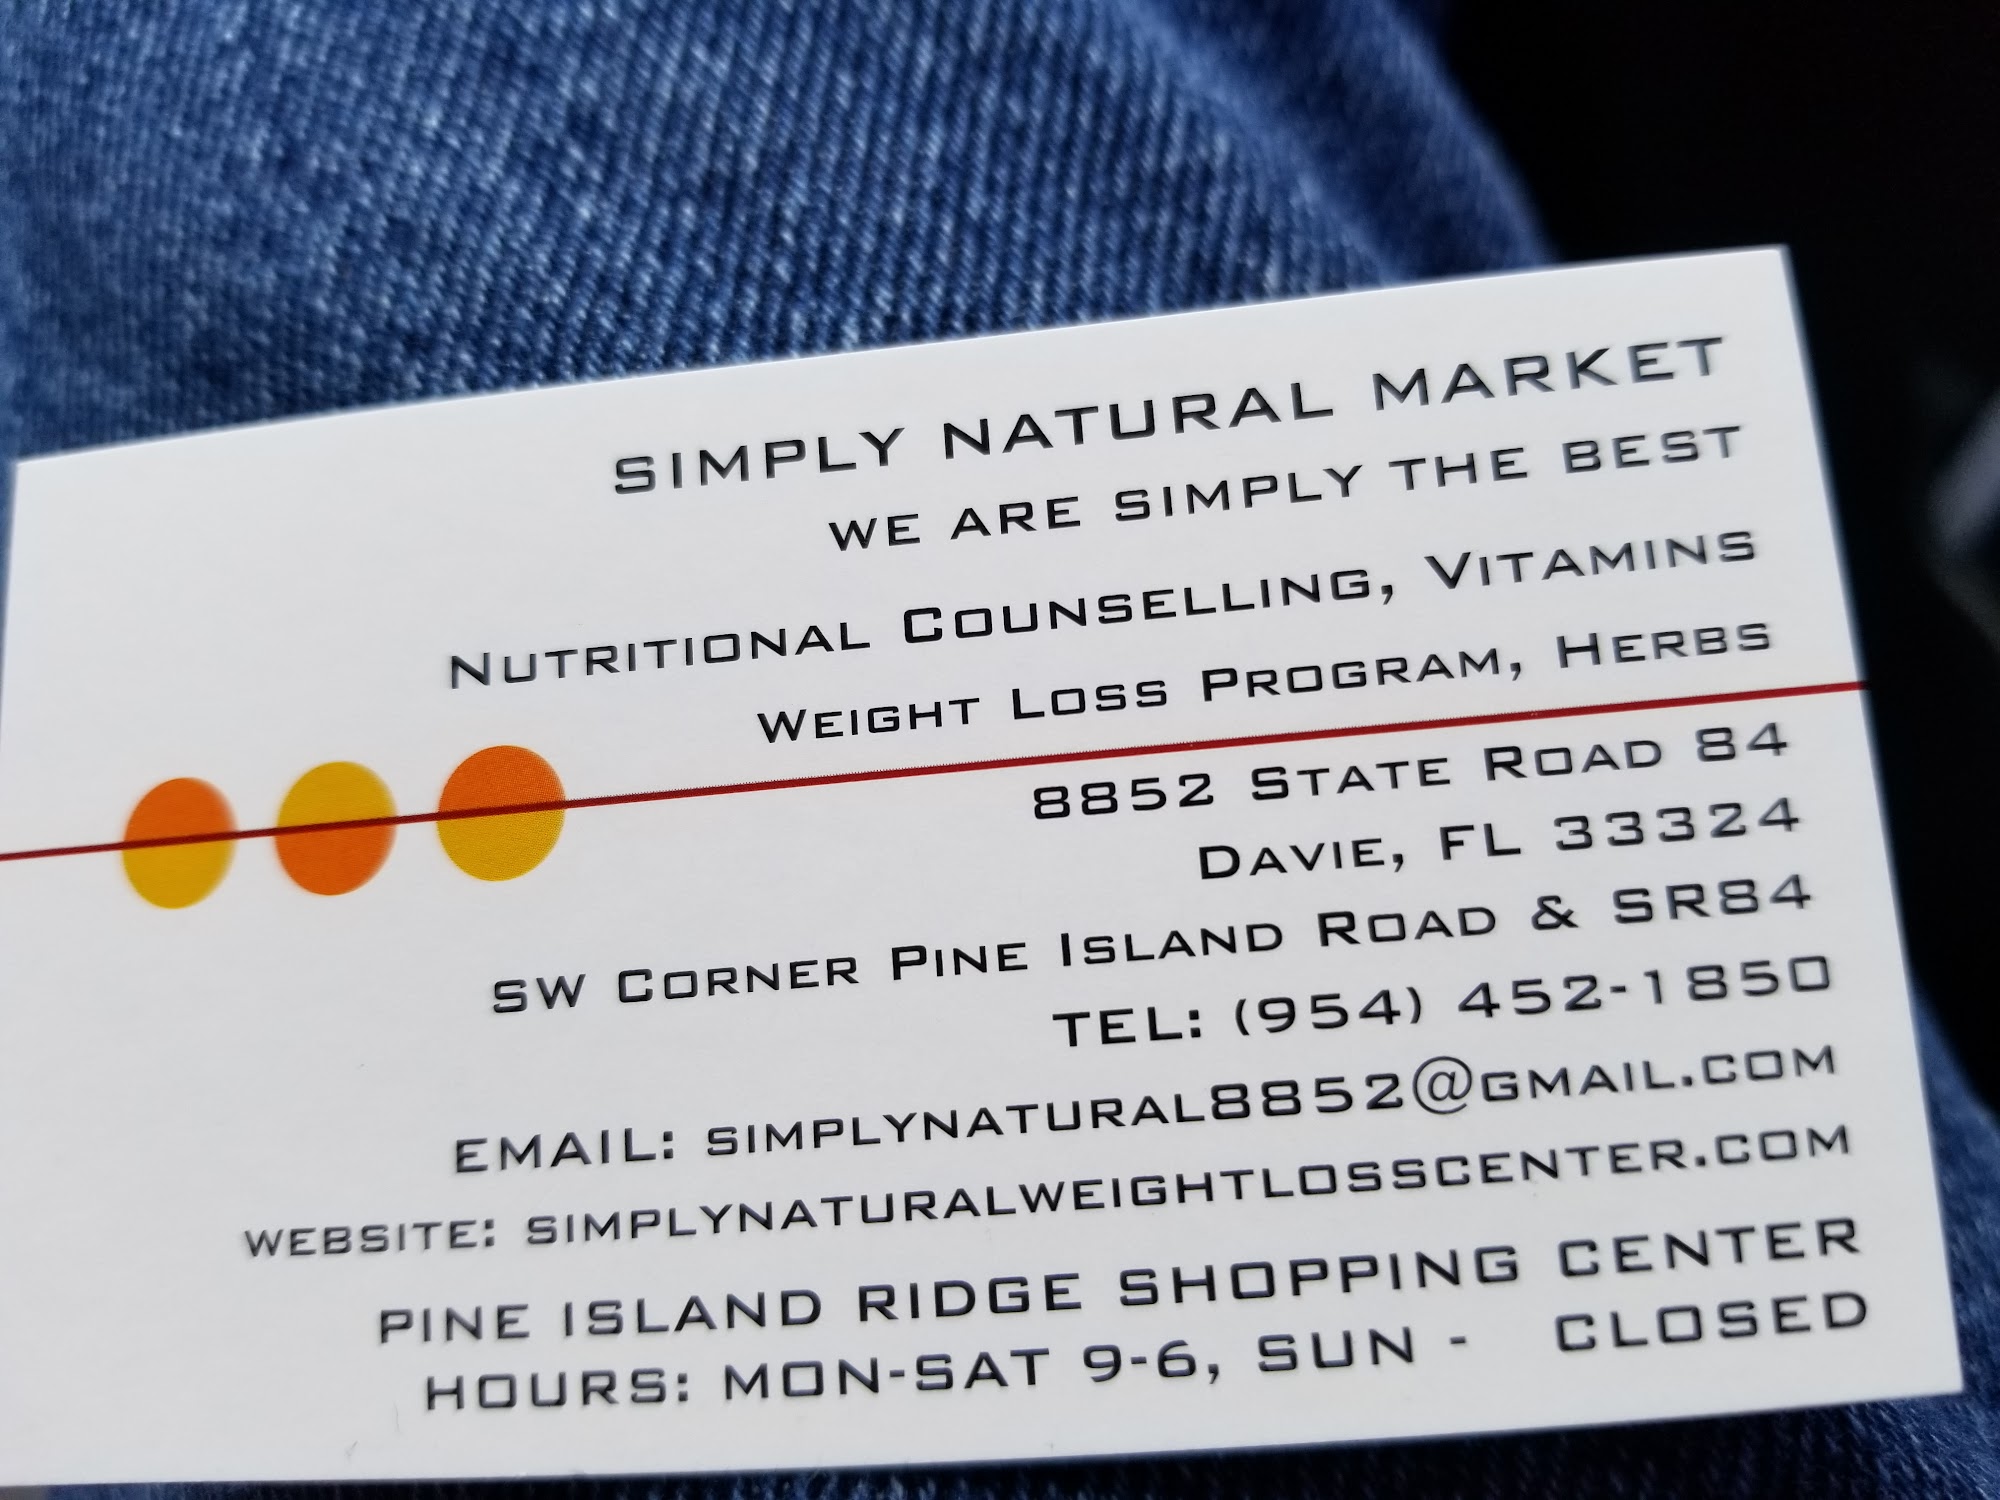 SIMPLY NATURAL MARKET
WE ARE SIMPLY THE BEST
NUTRITIONAL COUNSELLING, VITAMINS
WEIGHT LOSS PROGRAM, HERBS
8852 STATE ROAD 84
DAVIE, FL 33324
SW CORNER PINE ISLAND ROAD & SR84
TEL: (954) 452-1850
EMAIL: SIMPLYNATURAL8852@GMAIL.COM
WEBSITE: SIMPLYNATURALWEIGHTLOSSCENTER.COM
PINE ISLAND RIDGE SHOPPING CENTER
HOURS: MON-SAT 9-6, SUN - CLOSED